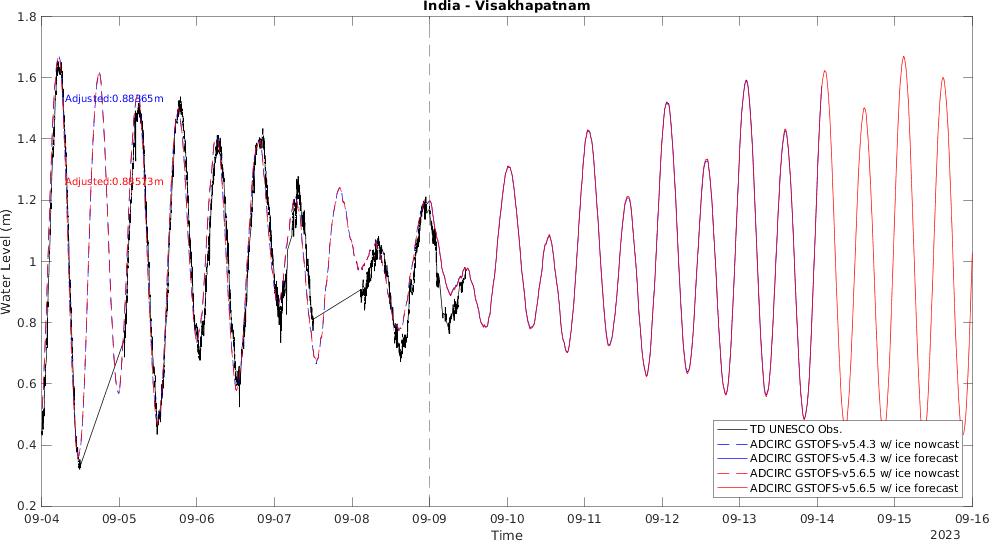 India - Visakhapatnam
1.8
1.6
1.4
1.2
1
0.8
0.6
0.4
0.2
Water Level (m)
Adjusted:0.88365m
Adjusted:0.88573m
TD UNESCO Obs.
ADCIRC GSTOFS-v5.4.3 w/ ice nowcast
ADCIRC GSTOFS-v5.4.3 w/ ice forecast
ADCIRC GSTOFS-v5.6.5 w/ ice nowcast
ADCIRC GSTOFS-v5.6.5 w/ ice forecast
09-04 09-05 09-06 09-07 09-08 09-09 09-10 09-11 09-12 09-13 09-14 09-15 09-16
Time
2023